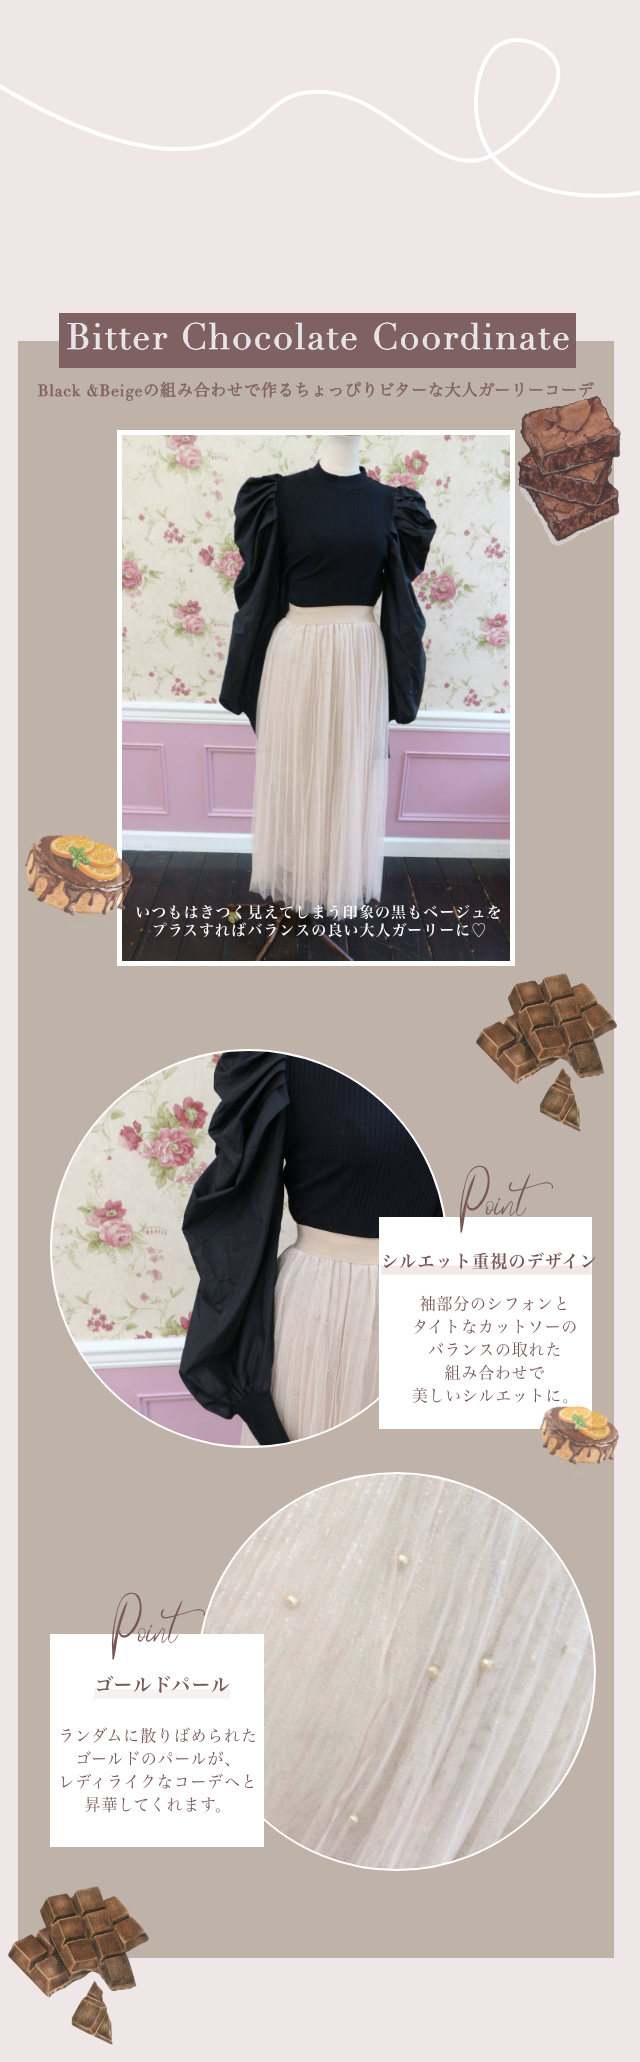 Bitter Chocolate Coordinate
Black &Beigeの組み合わせで作るちょっぴりビターな大人ガーリーコーデ
いつもはきつく見えてしまう印象の黒もベージュを
プラスすればバランスの良い大人ガーリーに♡
Point
シルエット重視のデザイン
袖部分のシフォンと
タイトなカットソーの
バランスの取れた
組み合わせで
美しいシルエットに。
Point
ゴールドパール
ランダムに散りばめられた
ゴールドのパールが、
レディライクなコーデへと
昇華してくれます。